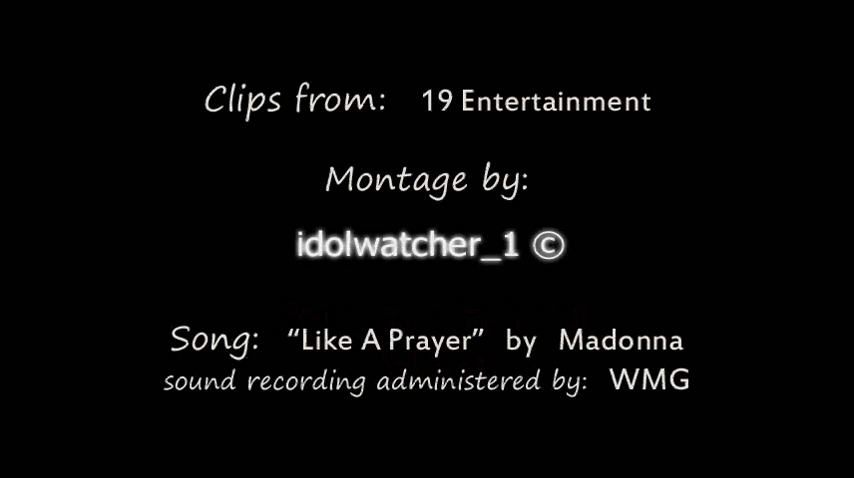 Clips from: 19 Entertainment
Montage by:
idolwatcher_1 ©
Song: “Like A Prayer” by Madonna
sound recording administered by: WMG